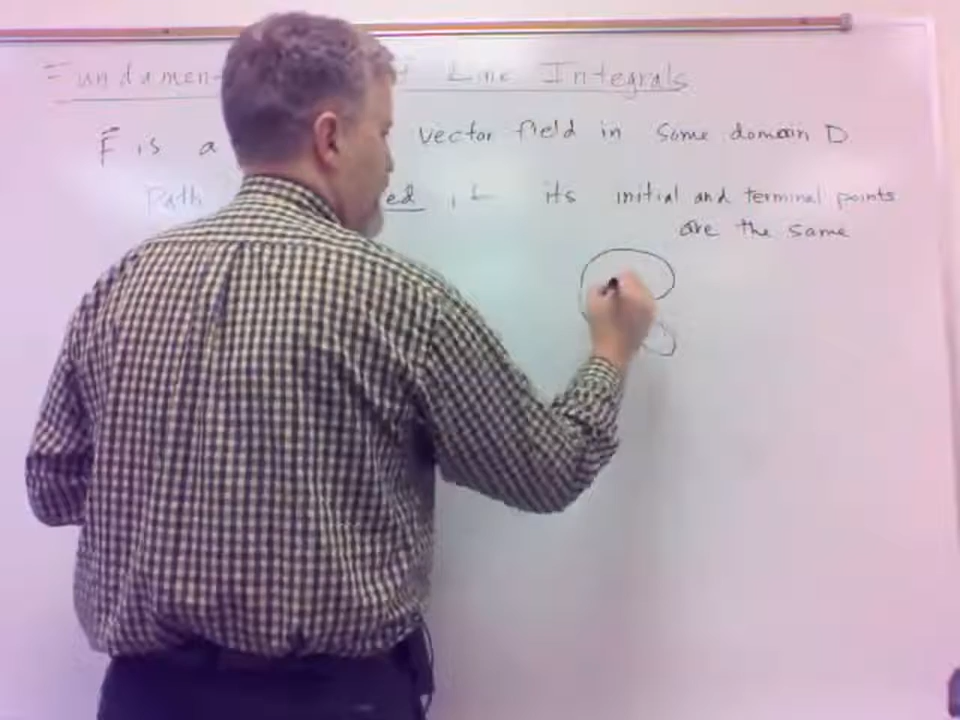 Fundamen Line Integrals
F is a vector field in some domain D
Path ed if its initial and terminal points
are the same